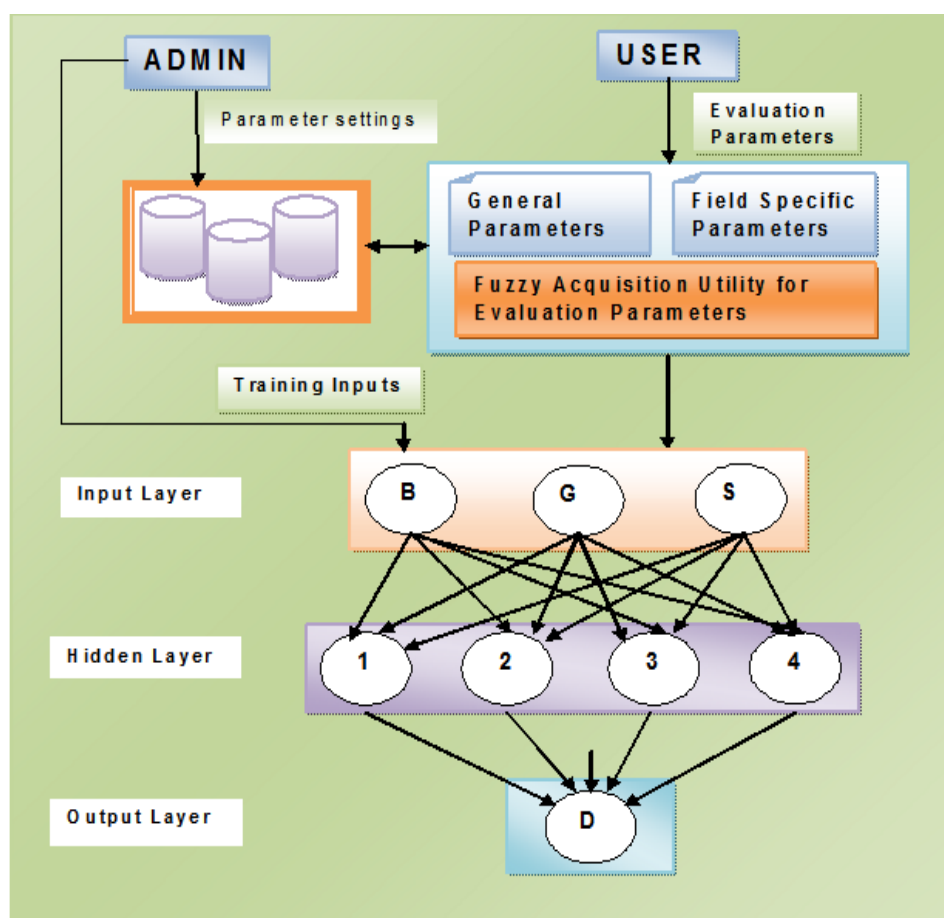 ADMIN
USER
Parameter settings
Evaluation
Parameters
General
Parameters
Field Specific
Parameters
Fuzzy Acquisition Utility for
Evaluation Parameters
Training Inputs
Input Layer
B
G
S
Hidden Layer
1
2
3
4
Output Layer
D